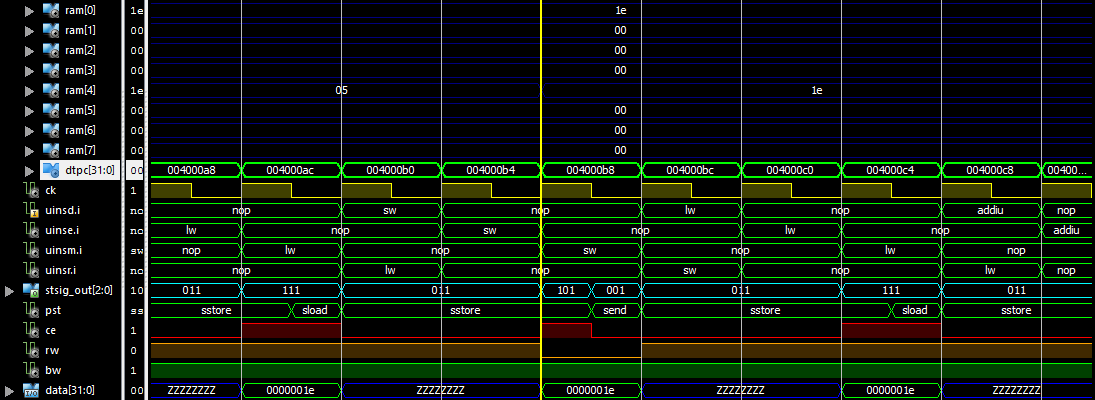 ram[0] 1e 1e
ram[1] 00 00
ram[2] 00 00
ram[3] 00 00
ram[4] 1e 05 1e
ram[5] 00 00
ram[6] 00 00
ram[7] 00 00
dtpc[31:0] 00 004000a8 004000ac 004000b0 004000b4 004000b8 004000bc 004000c0 004000c4 004000c8 00400...
ck 1
uinsd.i no nop sw nop lw nop addiu nop
uinse.i no lw nop sw nop lw nop addiu
uinsm.i sw nop lw nop sw nop lw nop
uinsr.i no nop lw nop sw nop lw nop
stsig_out[2:0] 10 011 111 011 101 001 011 111 011
pst ss sstore sload sstore send sstore sload sstore
ce 1
rw 0
bw 1
data[31:0] 00 ZZZZZZZZ 0000001e ZZZZZZZZ 0000001e ZZZZZZZZ 0000001e ZZZZZZZZ